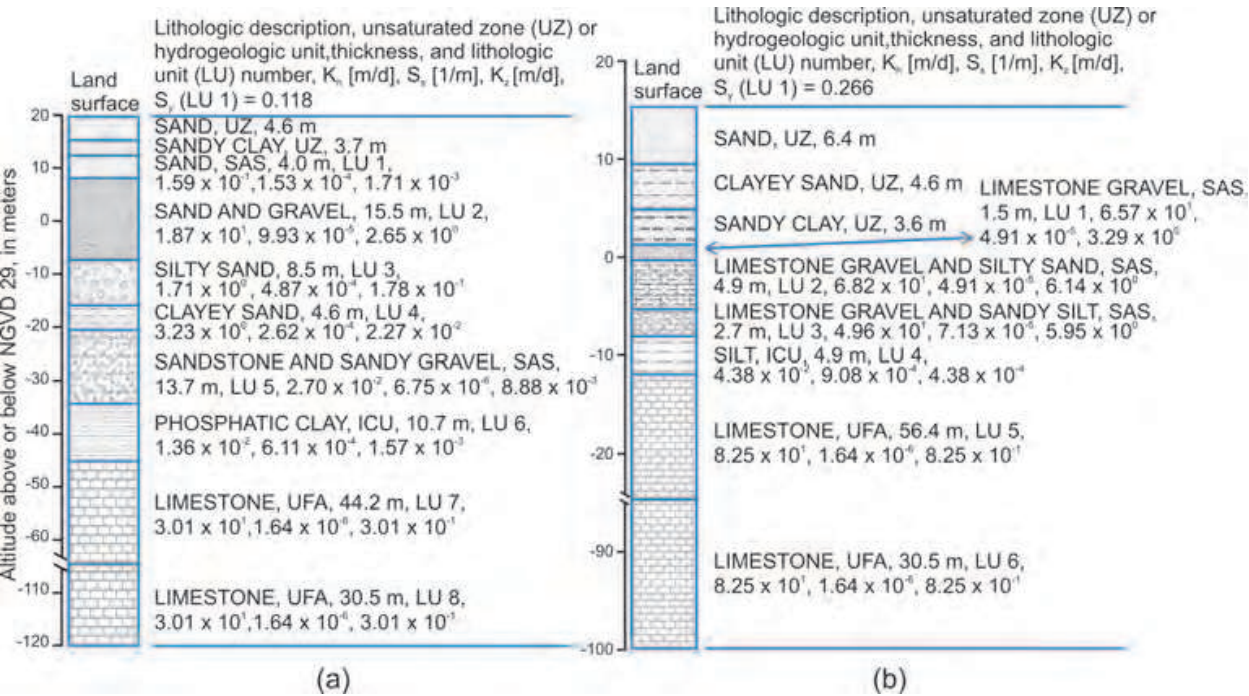 Lithologic description, unsaturated zone (UZ) or
hydrogeologic unit,thickness, and lithologic
unit (LU) number, Kₕ [m/d], Sₛ [1/m], K_z [m/d],
S_y (LU 1) = 0.118
Land
surface
Altitude above or below NGVD 29, in meters
20
10
0
-10
-20
-30
-40
-50
-60
-110
-120
SAND, UZ, 4.6 m
SANDY CLAY, UZ, 3.7 m
SAND, SAS, 4.0 m, LU 1,
1.59 x 10⁻¹,1.53 x 10⁻⁴, 1.71 x 10⁻³
SAND AND GRAVEL, 15.5 m, LU 2,
1.87 x 10¹, 9.93 x 10⁻⁵, 2.65 x 10⁰
SILTY SAND, 8.5 m, LU 3,
1.71 x 10⁰, 4.87 x 10⁻⁴, 1.78 x 10⁻¹
CLAYEY SAND, 4.6 m, LU 4,
3.23 x 10⁰, 2.62 x 10⁻⁴, 2.27 x 10⁻²
SANDSTONE AND SANDY GRAVEL, SAS,
13.7 m, LU 5, 2.70 x 10⁻², 6.75 x 10⁻⁶, 8.88 x 10⁻³
PHOSPHATIC CLAY, ICU, 10.7 m, LU 6,
1.36 x 10⁻², 6.11 x 10⁻⁴, 1.57 x 10⁻³
LIMESTONE, UFA, 44.2 m, LU 7,
3.01 x 10¹,1.64 x 10⁻⁶, 3.01 x 10⁻¹
LIMESTONE, UFA, 30.5 m, LU 8,
3.01 x 10¹,1.64 x 10⁻⁶, 3.01 x 10⁻¹
(a)
Lithologic description, unsaturated zone (UZ) or
hydrogeologic unit,thickness, and lithologic
unit (LU) number, Kₕ [m/d], Sₛ [1/m], K_z [m/d],
S_y (LU 1) = 0.266
Land
surface
20
10
0
-10
-20
-90
-100
SAND, UZ, 6.4 m
CLAYEY SAND, UZ, 4.6 m
SANDY CLAY, UZ, 3.6 m
LIMESTONE GRAVEL, SAS,
1.5 m, LU 1, 6.57 x 10¹,
4.91 x 10⁻⁵, 3.29 x 10⁰
LIMESTONE GRAVEL AND SILTY SAND, SAS,
4.9 m, LU 2, 6.82 x 10¹, 4.91 x 10⁻⁵, 6.14 x 10⁰
LIMESTONE GRAVEL AND SANDY SILT, SAS,
2.7 m, LU 3, 4.96 x 10¹, 7.13 x 10⁻⁵, 5.95 x 10⁰
SILT, ICU, 4.9 m, LU 4,
4.38 x 10⁻², 9.08 x 10⁻⁴, 4.38 x 10⁻⁴
LIMESTONE, UFA, 56.4 m, LU 5,
8.25 x 10¹, 1.64 x 10⁻⁶, 8.25 x 10⁻¹
LIMESTONE, UFA, 30.5 m, LU 6,
8.25 x 10¹, 1.64 x 10⁻⁶, 8.25 x 10⁻¹
(b)